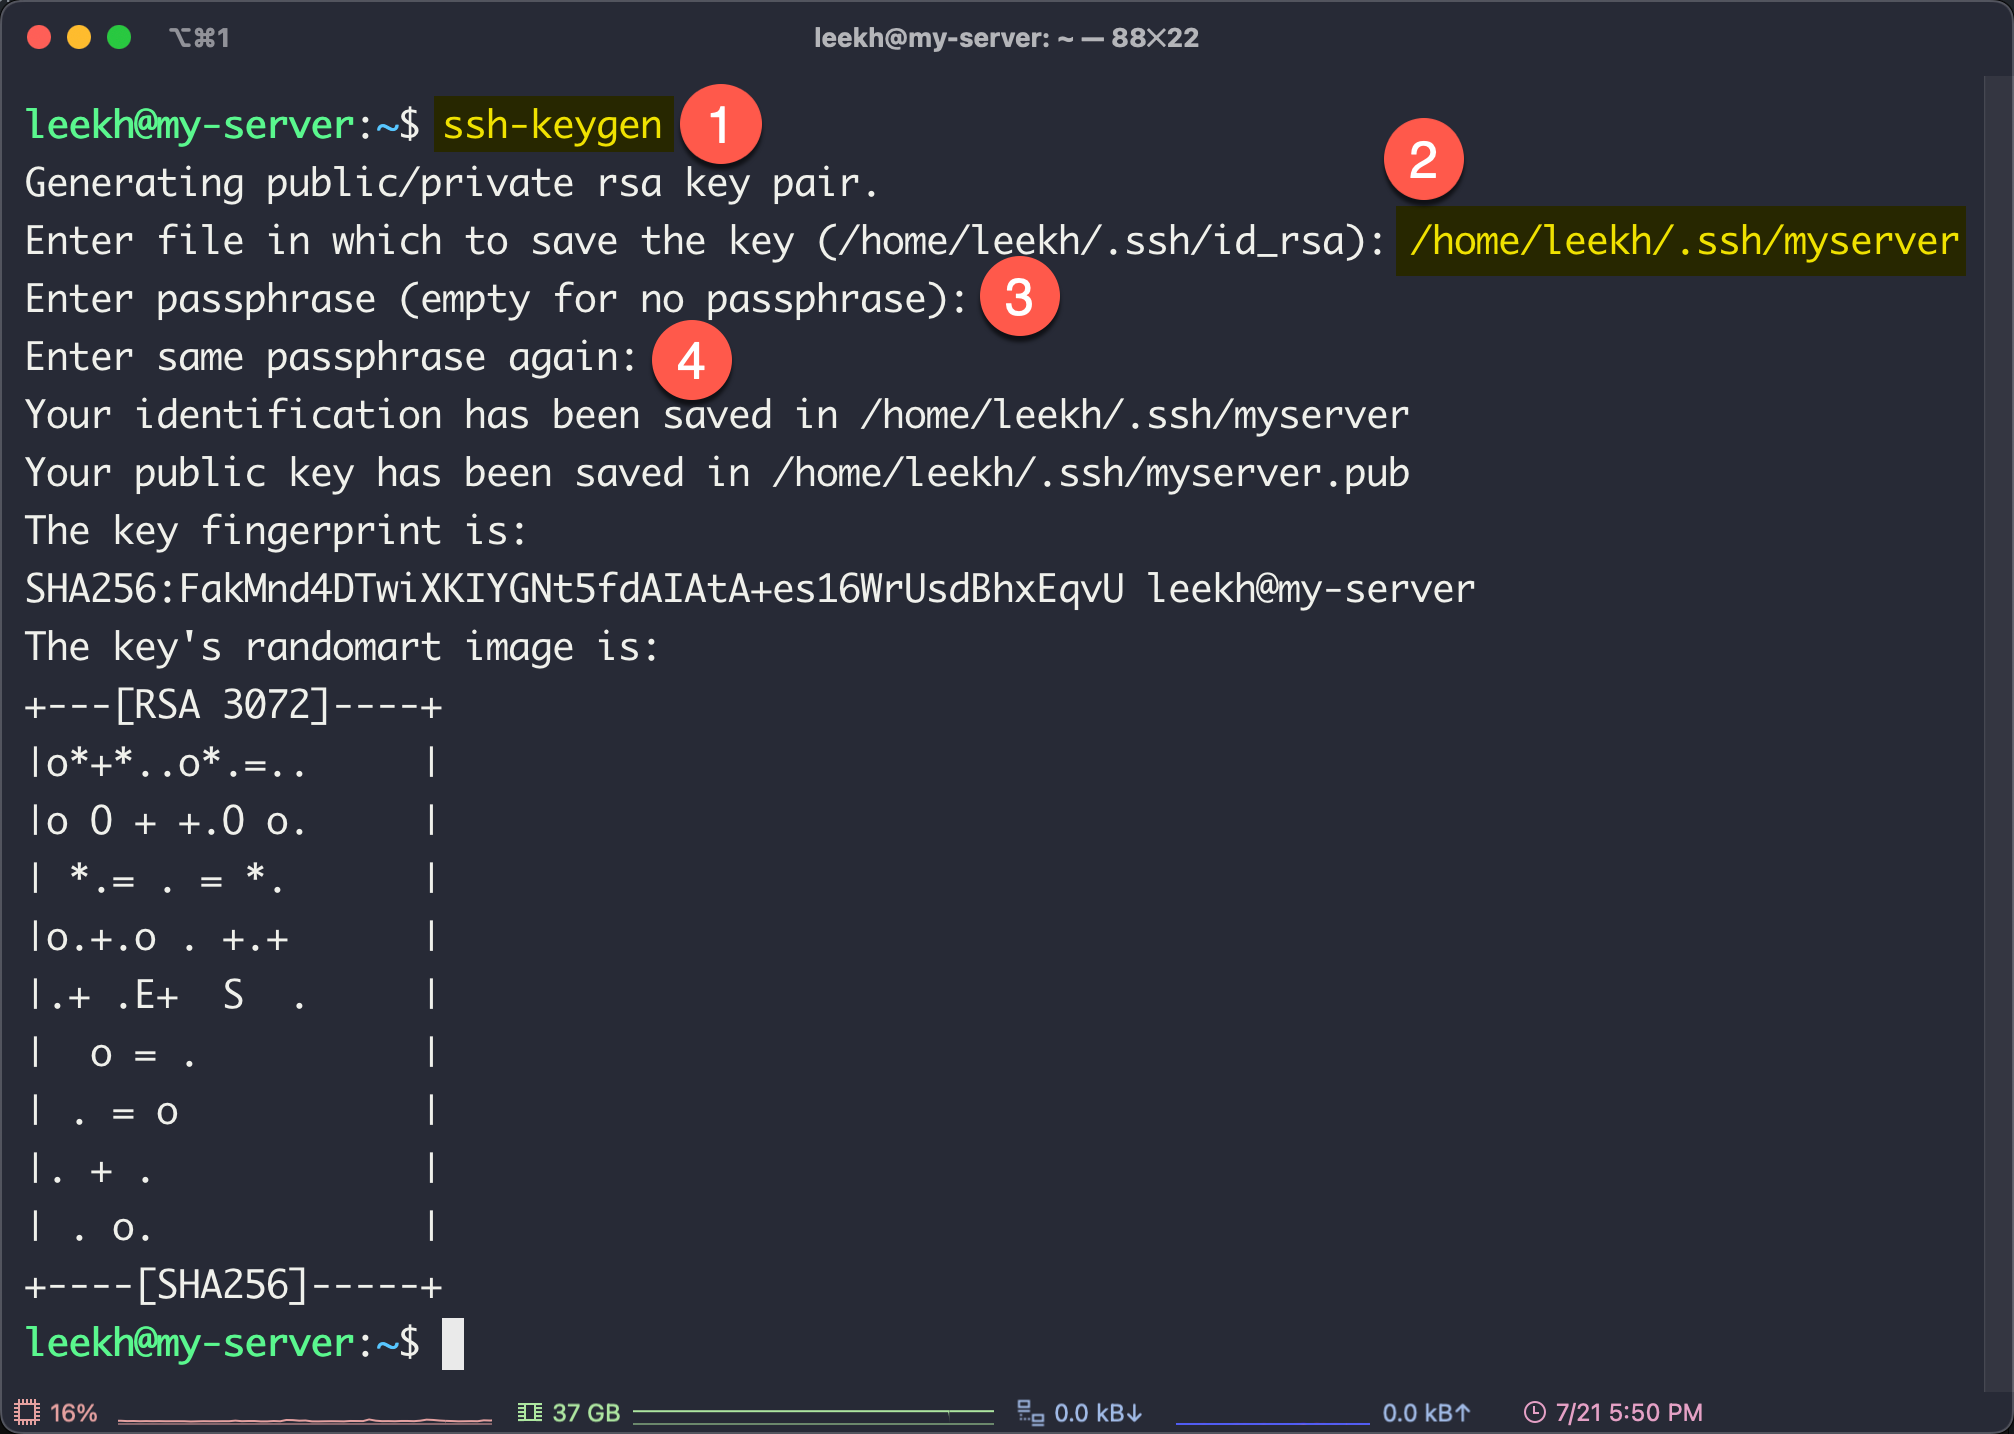 ⌥⌘1
leekh@my-server: ~ — 88×22
leekh@my-server:~$ ssh-keygen 1
Generating public/private rsa key pair.
2
Enter file in which to save the key (/home/leekh/.ssh/id_rsa): /home/leekh/.ssh/myserver
Enter passphrase (empty for no passphrase): 3
Enter same passphrase again: 4
Your identification has been saved in /home/leekh/.ssh/myserver
Your public key has been saved in /home/leekh/.ssh/myserver.pub
The key fingerprint is:
SHA256:FakMnd4DTwiXKIYGNt5fdAIAtA+es16WrUsdBhxEqvU leekh@my-server
The key's randomart image is:
+---[RSA 3072]----+
|o*+*..o*.=..     |
|o O + +.O o.     |
| *.= . = *.      |
|o.+.o . +.+      |
|.+ .E+  S  .     |
|  o = .          |
| . = o           |
|. + .            |
| . o.            |
+----[SHA256]-----+
leekh@my-server:~$
16% 37 GB 0.0 kB↓ 0.0 kB↑ 7/21 5:50 PM